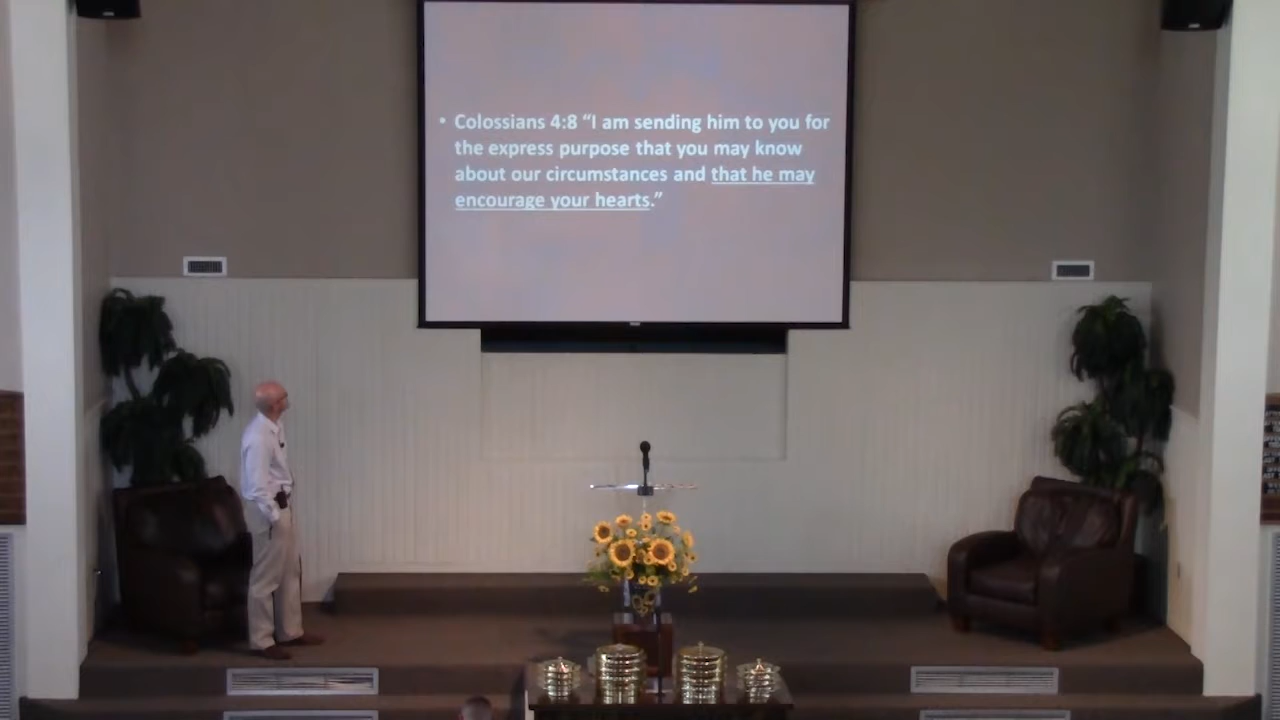 • Colossians 4:8 “I am sending him to you for
the express purpose that you may know
about our circumstances and that he may
encourage your hearts.”